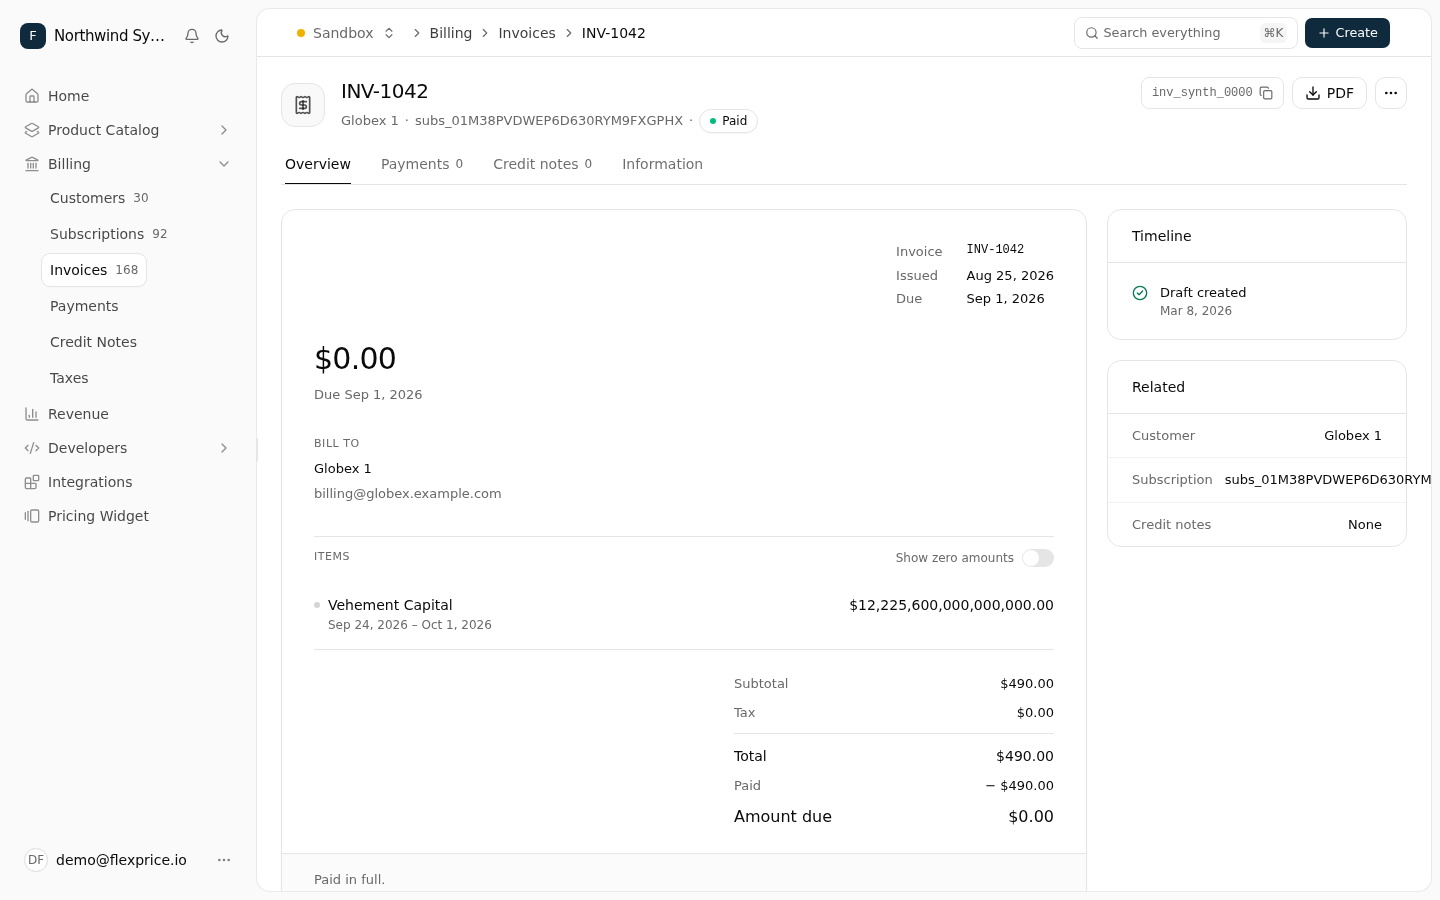 F Northwind Sy...
Home
Product Catalog
Billing
Customers 30
Subscriptions 92
Invoices 168
Payments
Credit Notes
Taxes
Revenue
Developers
Integrations
Pricing Widget
DF demo@flexprice.io
Sandbox Billing Invoices INV-1042
Search everything ⌘K
Create
INV-1042
Globex 1 · subs_01M38PVDWEP6D630RYM9FXGPHX · Paid
inv_synth_0000
PDF
Overview Payments 0 Credit notes 0 Information
Invoice INV-1042
Issued Aug 25, 2026
Due Sep 1, 2026
$0.00
Due Sep 1, 2026
BILL TO
Globex 1
billing@globex.example.com
ITEMS Show zero amounts
Vehement Capital $12,225,600,000,000,000.00
Sep 24, 2026 – Oct 1, 2026
Subtotal $490.00
Tax $0.00
Total $490.00
Paid − $490.00
Amount due $0.00
Paid in full.
Timeline
Draft created
Mar 8, 2026
Related
Customer Globex 1
Subscription subs_01M38PVDWEP6D630RYM
Credit notes None